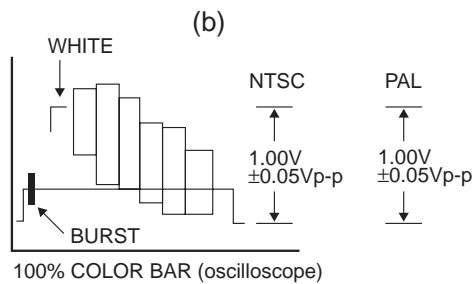 (b)
WHITE
NTSC
PAL
1.00V
±0.05Vp-p
1.00V
±0.05Vp-p
BURST
100% COLOR BAR (oscilloscope)